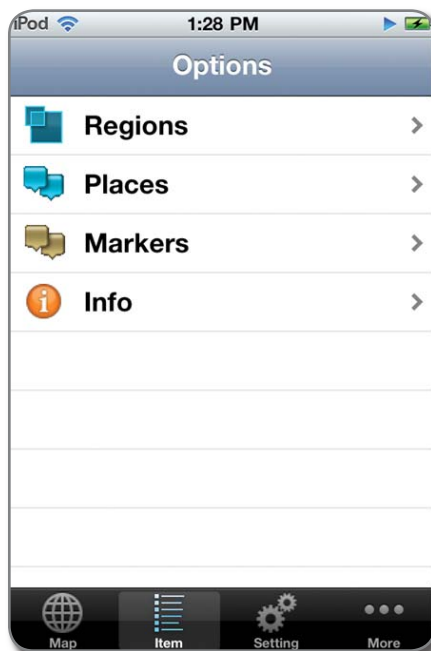 iPod 1:28 PM
Options
Regions
Places
Markers
Info
Map Item Setting More